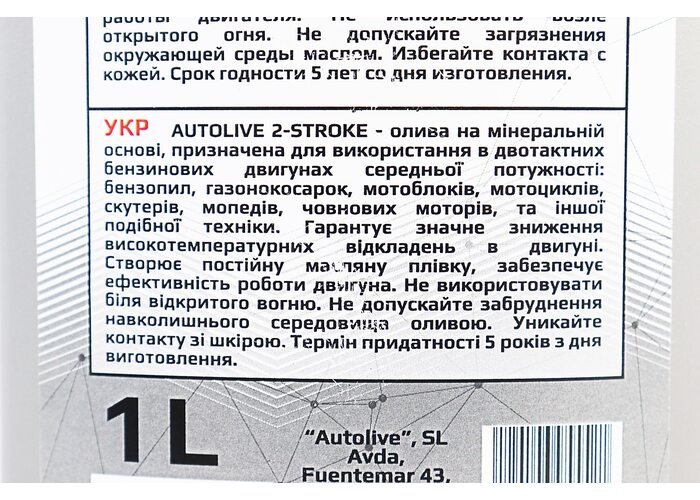 работы двигателя. Не использовать возле
открытого огня. Не допускайте загрязнения
окружающей среды маслом. Избегайте контакта с
кожей. Срок годности 5 лет со дня изготовления.
УКР AUTOLIVE 2-STROKE - олива на мінеральній
основі, призначена для використання в двотактних
бензинових двигунах середньої потужності:
бензопил, газонокосарок, мотоблоків, мотоциклів,
скутерів, мопедів, човнових моторів, та іншої
подібної техніки. Гарантує значне зниження
високотемпературних відкладень в двигуні.
Створює постійну масляну плівку, забезпечує
ефективність роботи двигуна. Не використовувати
біля відкритого вогню. Не допускайте забруднення
навколишнього середовища оливою. Уникайте
контакту зі шкірою. Термін придатності 5 років з дня
виготовлення.
1L
“Autolive”, SL
Avda,
Fuentemar 43,